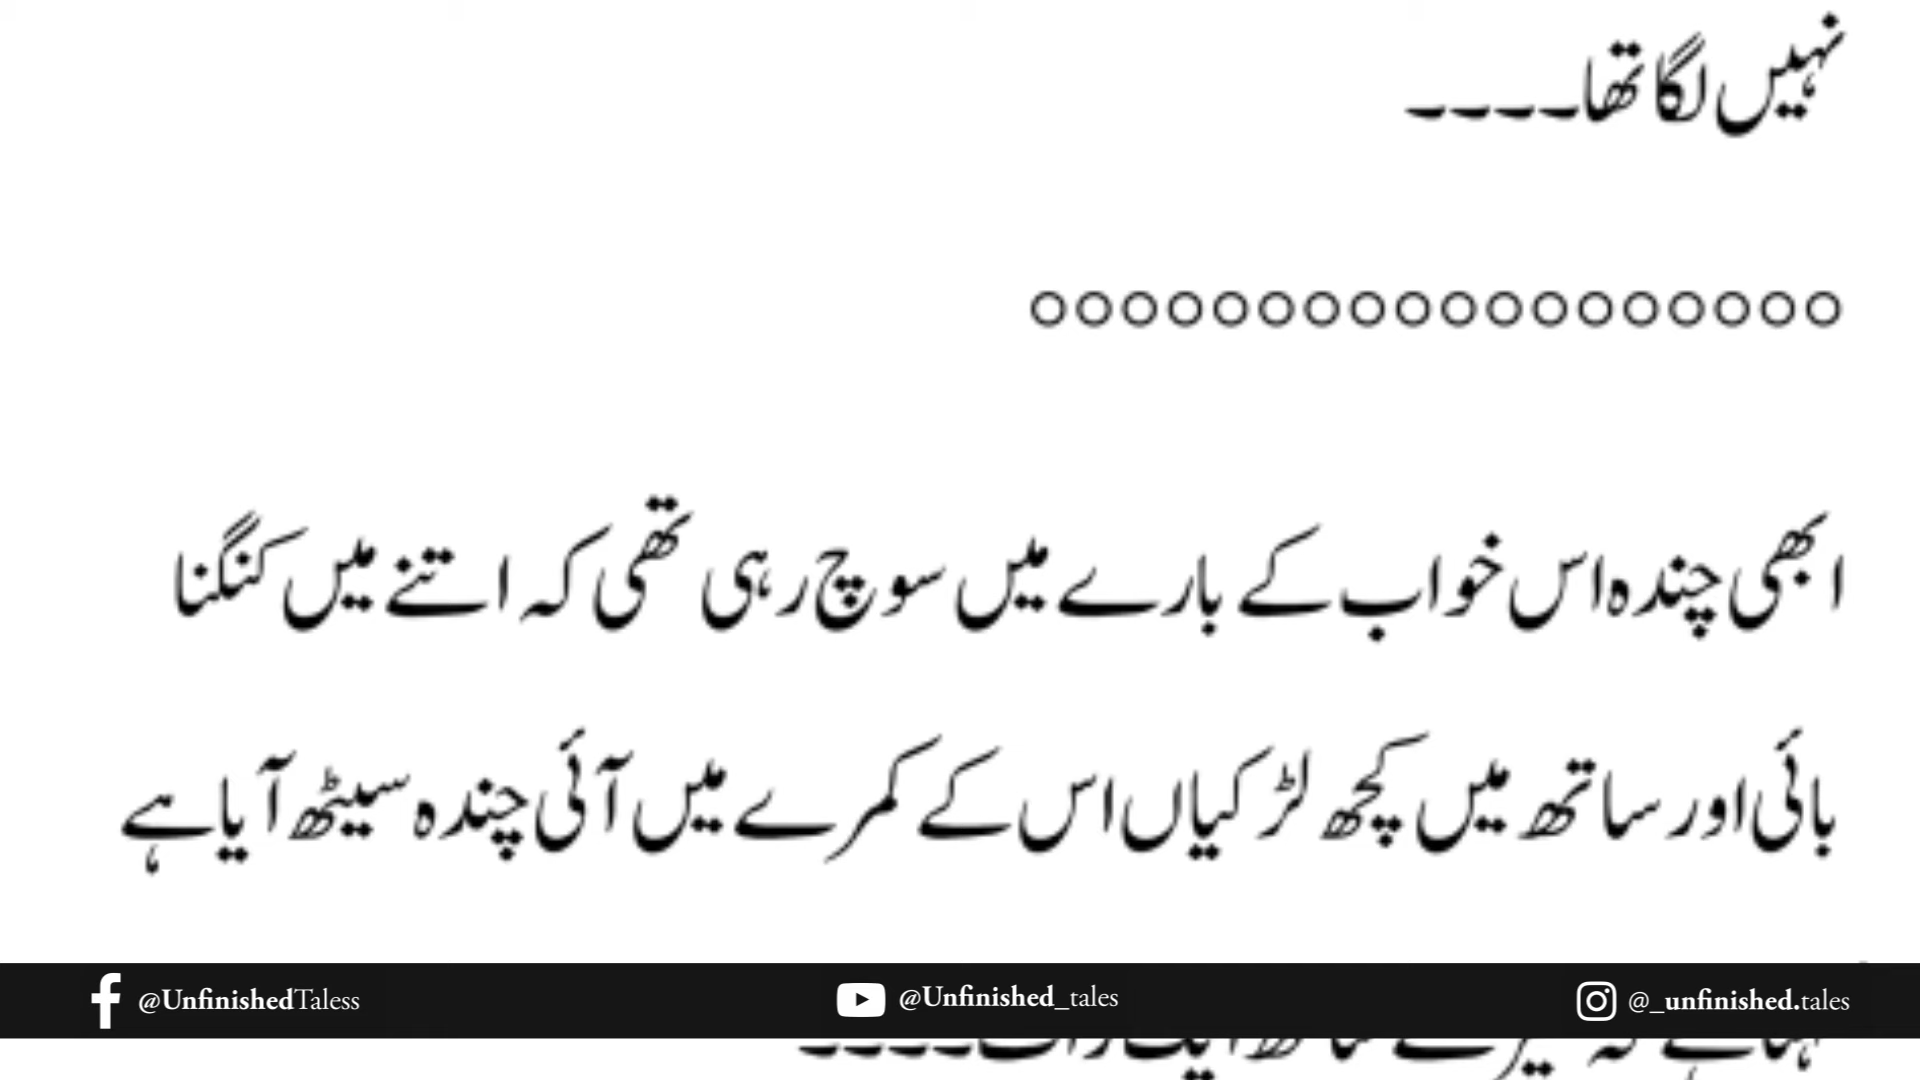 نہیں لگا تھا۔۔۔۔
○○○○○○○○○○○○○○○○○○
ابھی چندہ اس خواب کے بارے میں سوچ رہی تھی کہ اتنے میں کنگنا
بائی اور ساتھ میں کچھ لڑکیاں اس کے کمرے میں آئی چندہ سیٹھ آیا ہے
@UnfinishedTaless
@Unfinished_tales
@_unfinished.tales